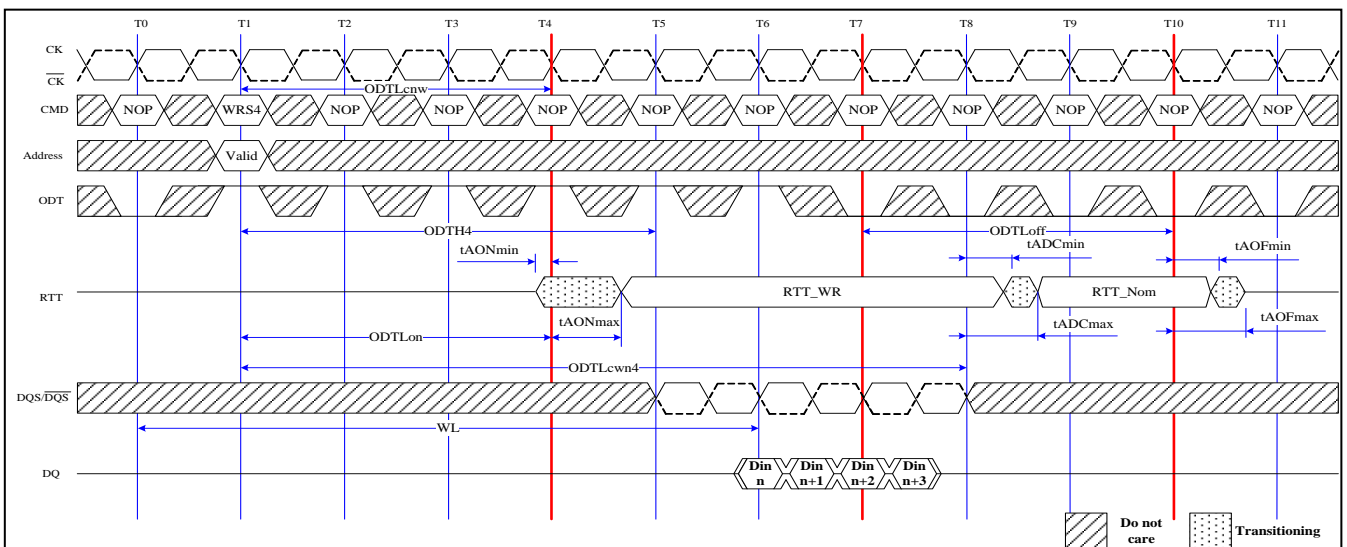 T0 T1 T2 T3 T4 T5 T6 T7 T8 T9 T10 T11
CK
CK
ODTLcnw
CMD NOP WRS4 NOP NOP NOP NOP NOP NOP NOP NOP NOP NOP
Address Valid
ODT
ODTH4 ODTLoff
tAONmin tADCmin tAOFmin
RTT RTT_WR RTT_Nom
tAONmax tADCmax tAOFmax
ODTLon
ODTLcwn4
DQS/DQS
WL
DQ Din n Din n+1 Din n+2 Din n+3
Do not care
Transitioning